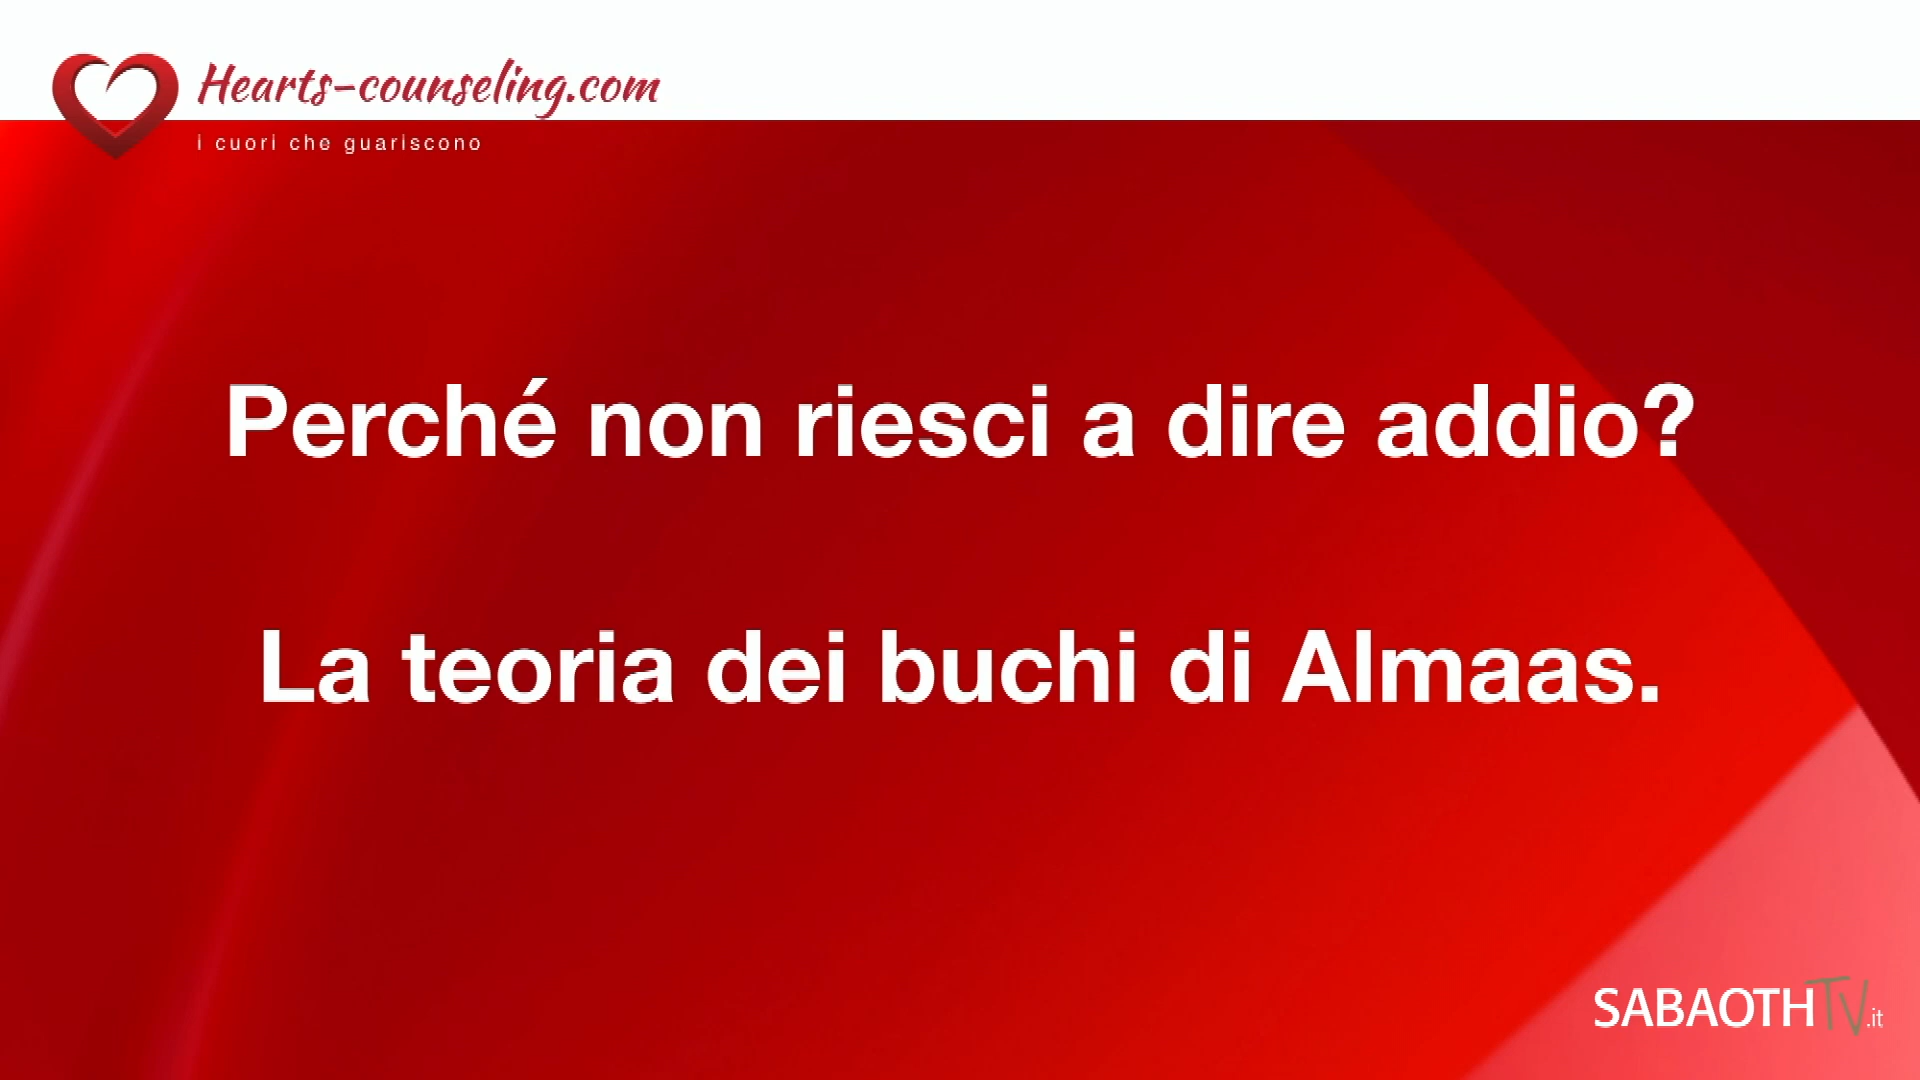 Hearts-counseling.com
i cuori che guariscono
Perché non riesci a dire addio?
La teoria dei buchi di Almaas.
SABAOTHTV.it